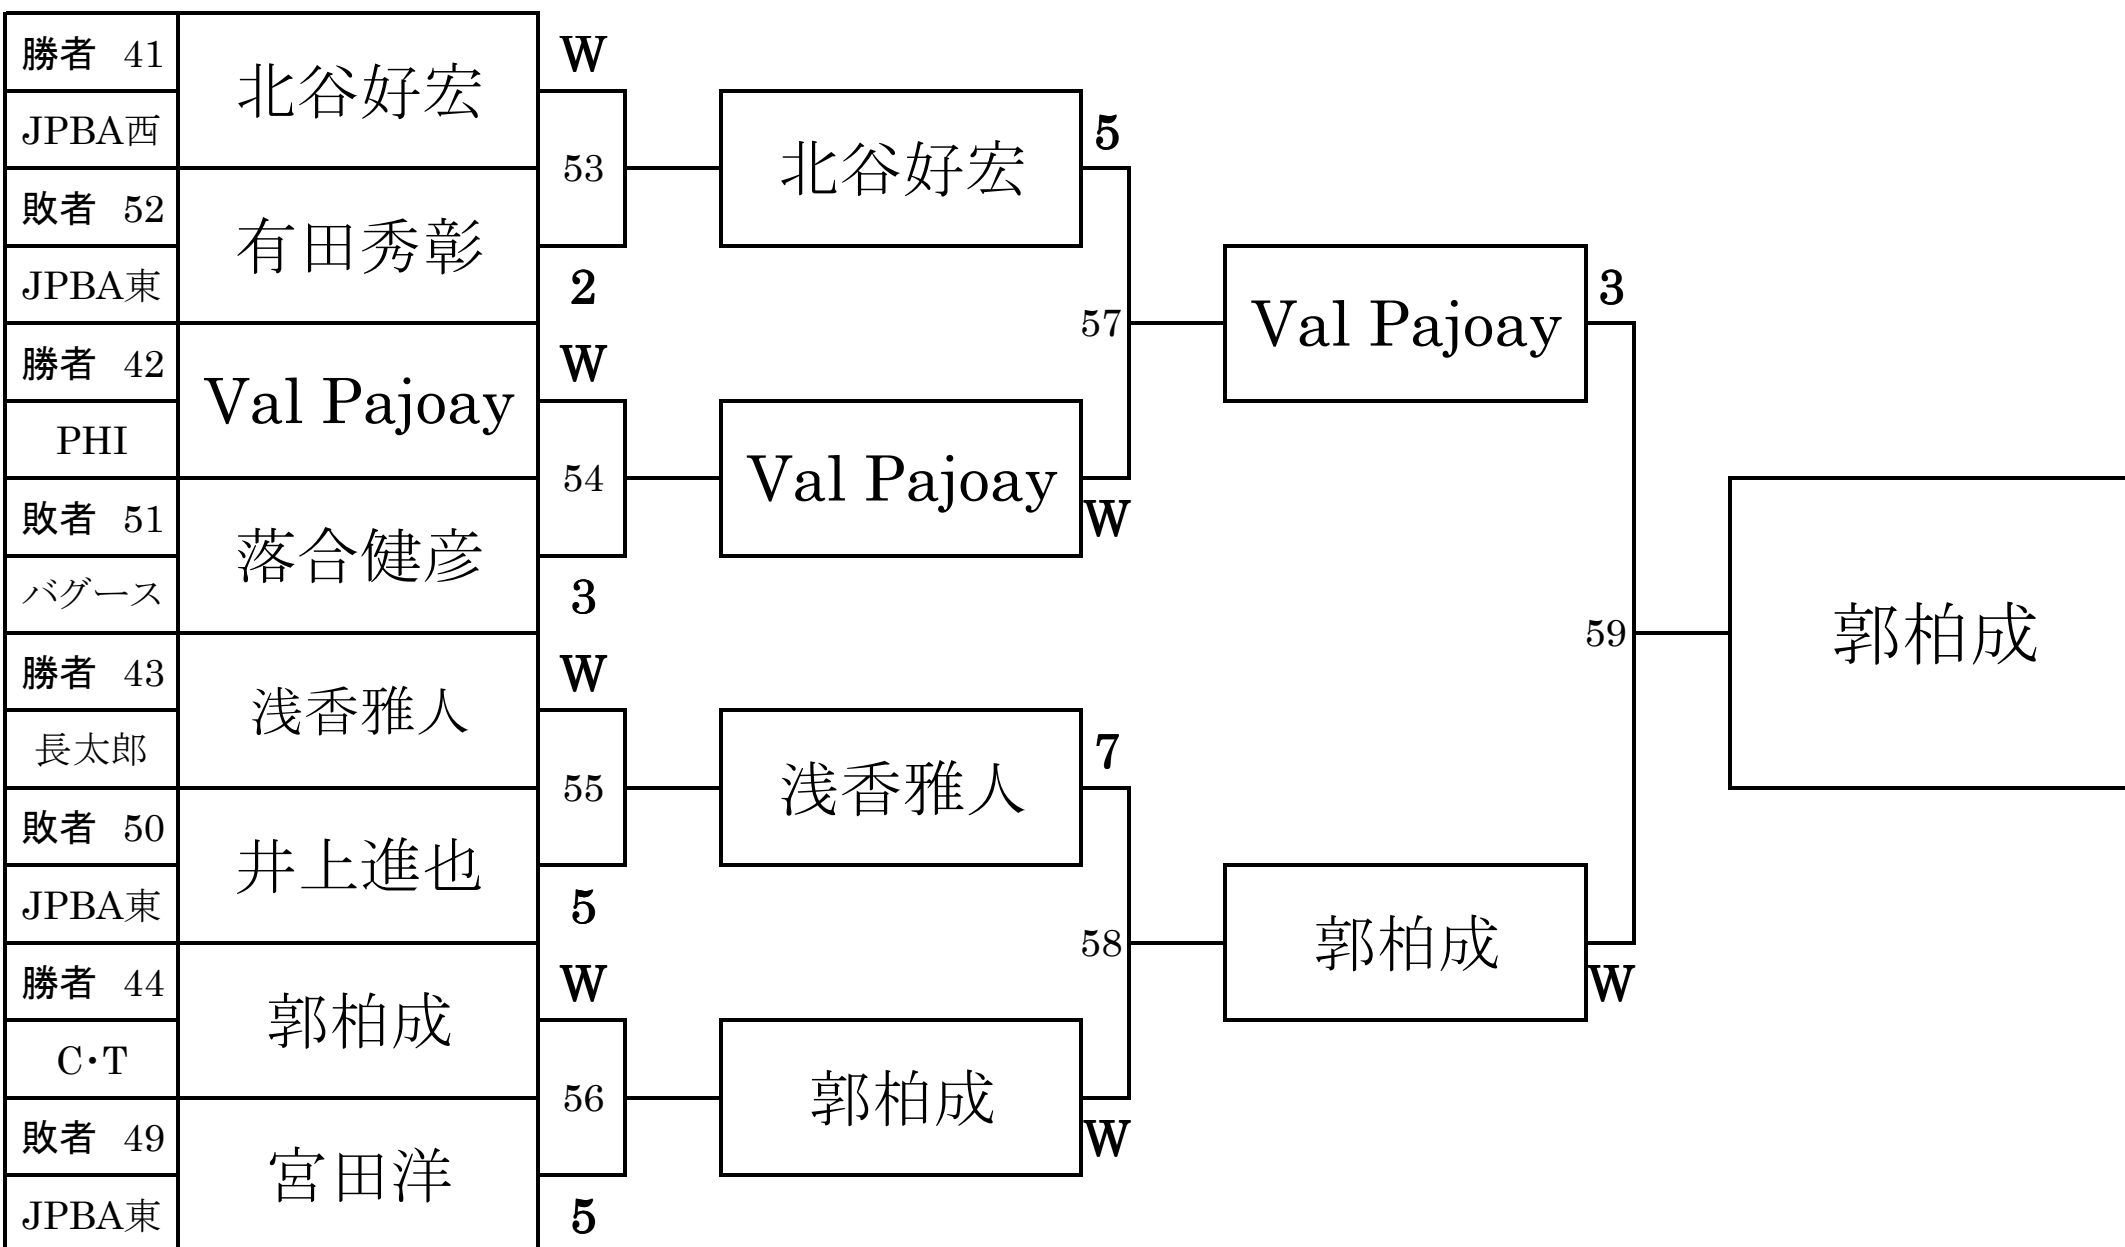 勝者 41
北谷好宏
W
JPBA西
53
北谷好宏
5
敗者 52
有田秀彰
JPBA東
2
57
Val Pajoay
3
勝者 42
Val Pajoay
W
PHI
54
Val Pajoay
W
敗者 51
落合健彦
バグース
3
59
郭柏成
勝者 43
浅香雅人
W
長太郎
55
浅香雅人
7
敗者 50
井上進也
JPBA東
5
58
郭柏成
W
勝者 44
郭柏成
W
C・T
56
郭柏成
W
敗者 49
宮田洋
JPBA東
5